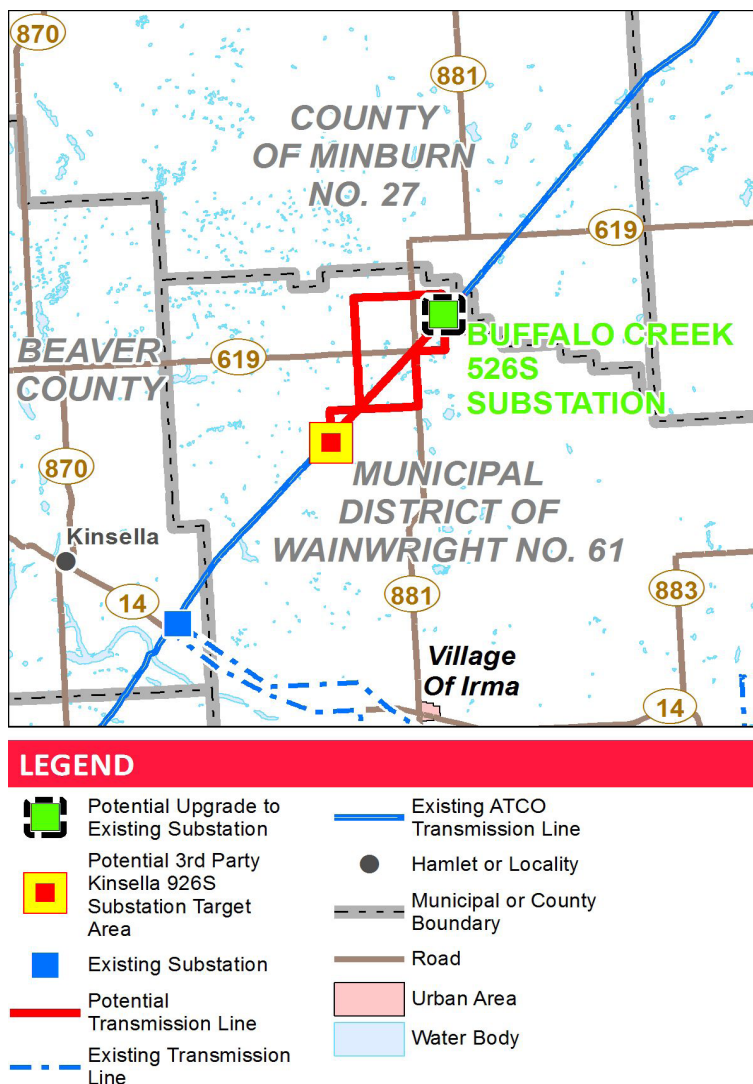 870
881
COUNTY
OF MINBURN
NO. 27
619
BEAVER
COUNTY
619
BUFFALO CREEK
526S
SUBSTATION
870
MUNICIPAL
DISTRICT OF
WAINWRIGHT NO. 61
Kinsella
14
881
883
Village
Of Irma
14
LEGEND
Potential Upgrade to
Existing Substation
Potential 3rd Party
Kinsella 926S
Substation Target
Area
Existing Substation
Potential
Transmission Line
Existing Transmission
Line
Existing ATCO
Transmission Line
Hamlet or Locality
Municipal or County
Boundary
Road
Urban Area
Water Body